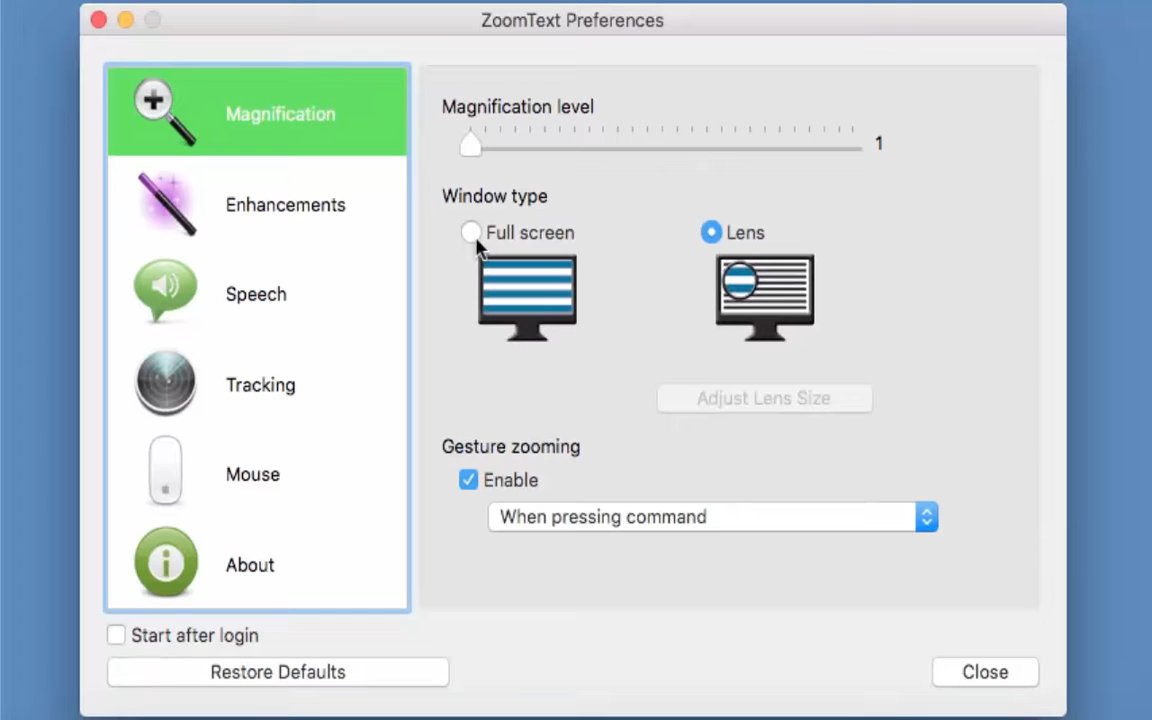 ZoomText Preferences
Magnification
Enhancements
Speech
Tracking
Mouse
About
Magnification level
1
Window type
Full screen
Lens
Adjust Lens Size
Gesture zooming
Enable
When pressing command
Start after login
Restore Defaults
Close